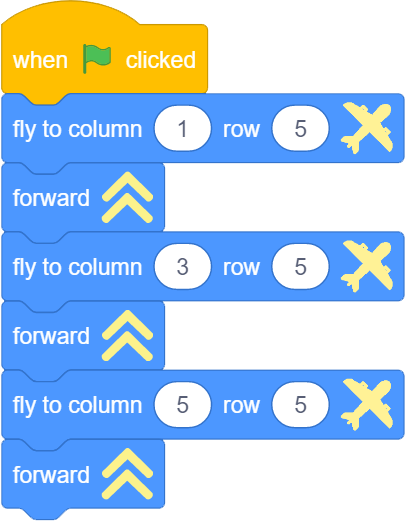 when clicked
fly to column 1 row 5
forward
fly to column 3 row 5
forward
fly to column 5 row 5
forward